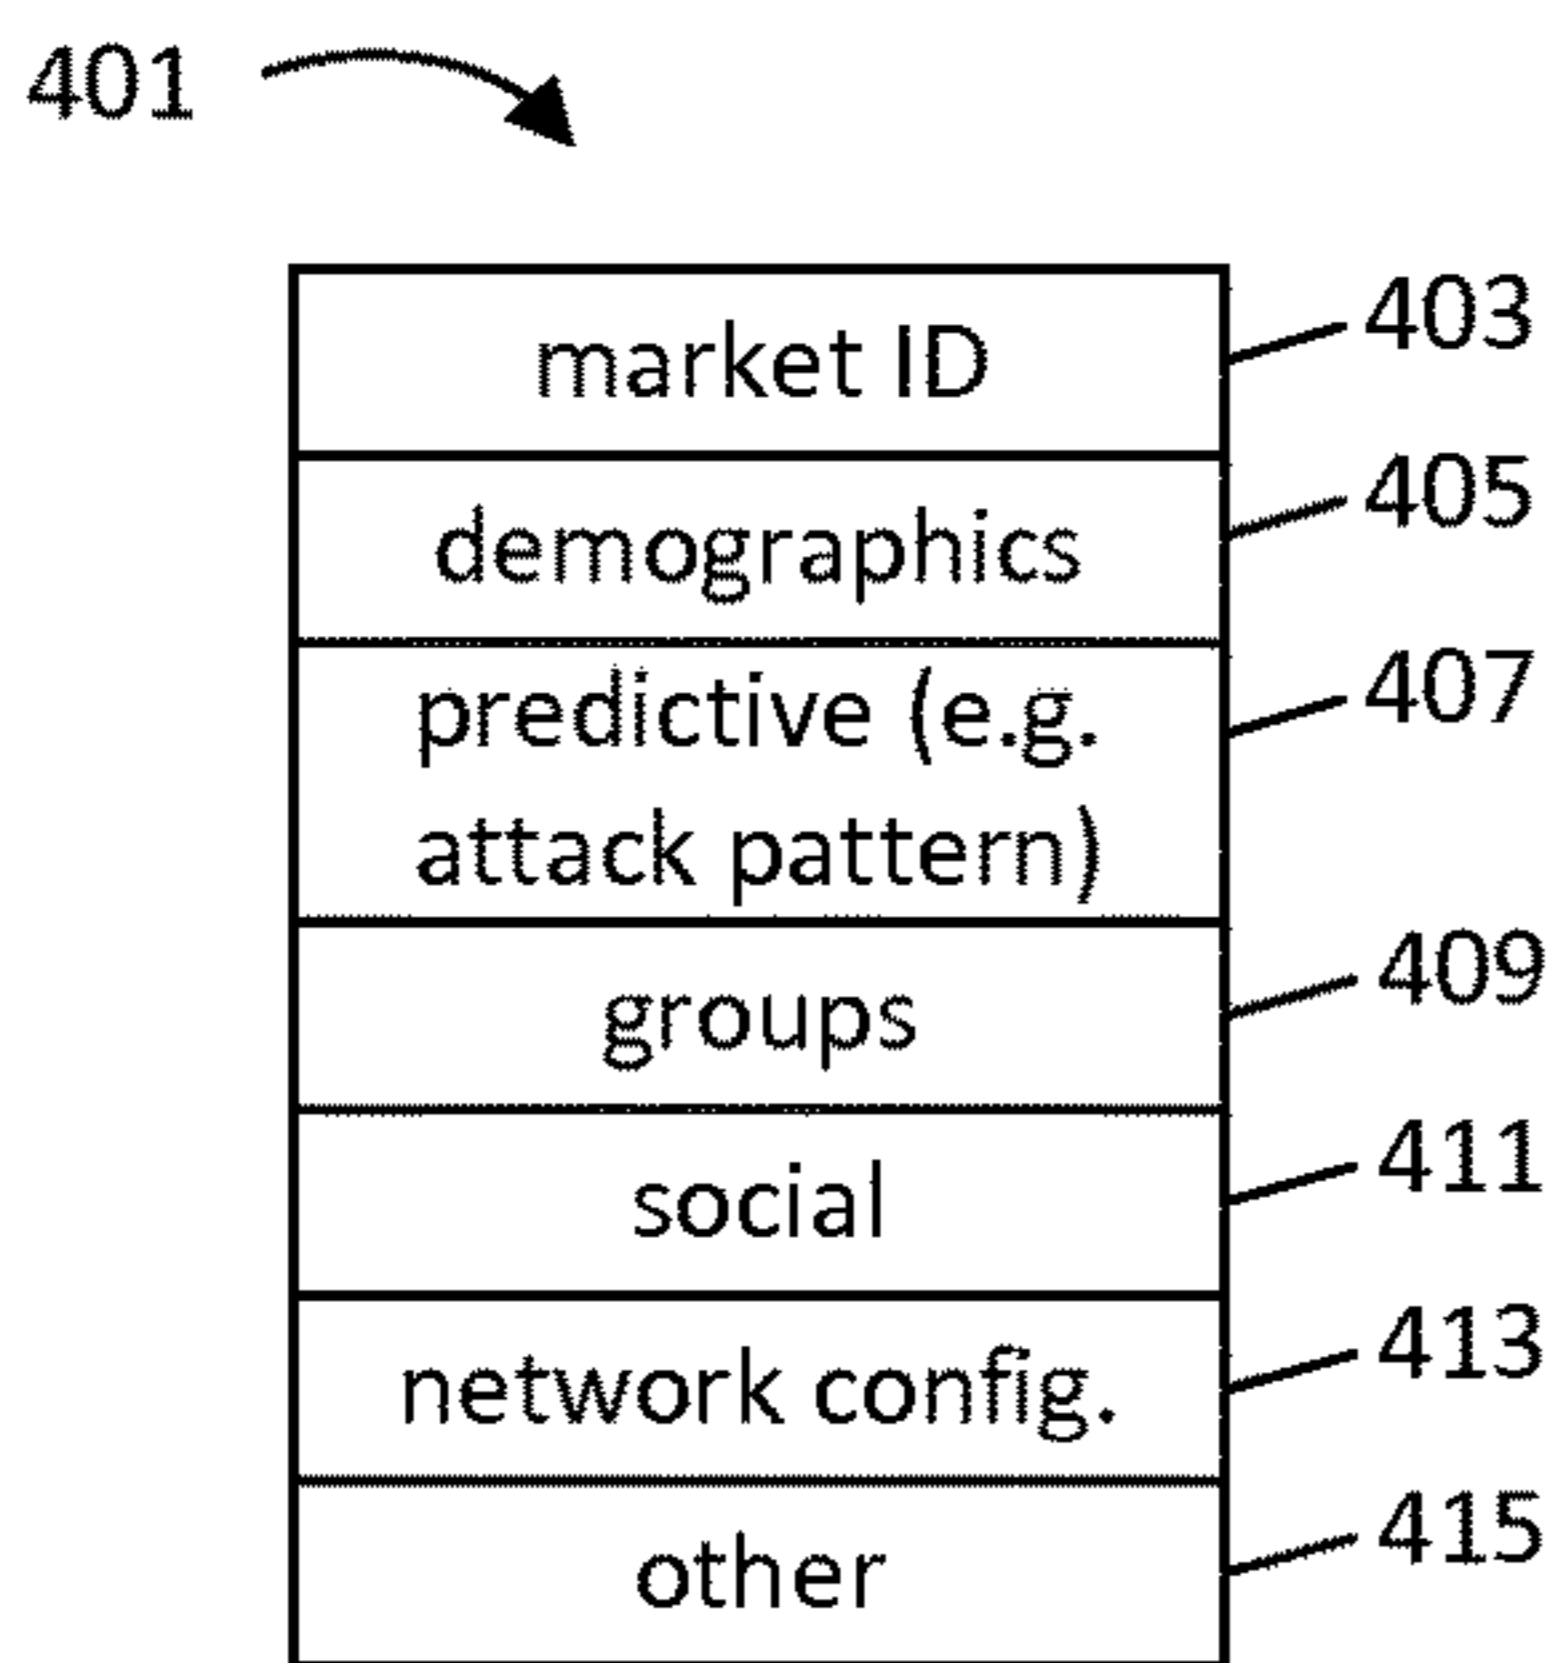 401
market ID
403
demographics
405
predictive (e.g.
attack pattern)
407
groups
409
social
411
network config.
413
other
415